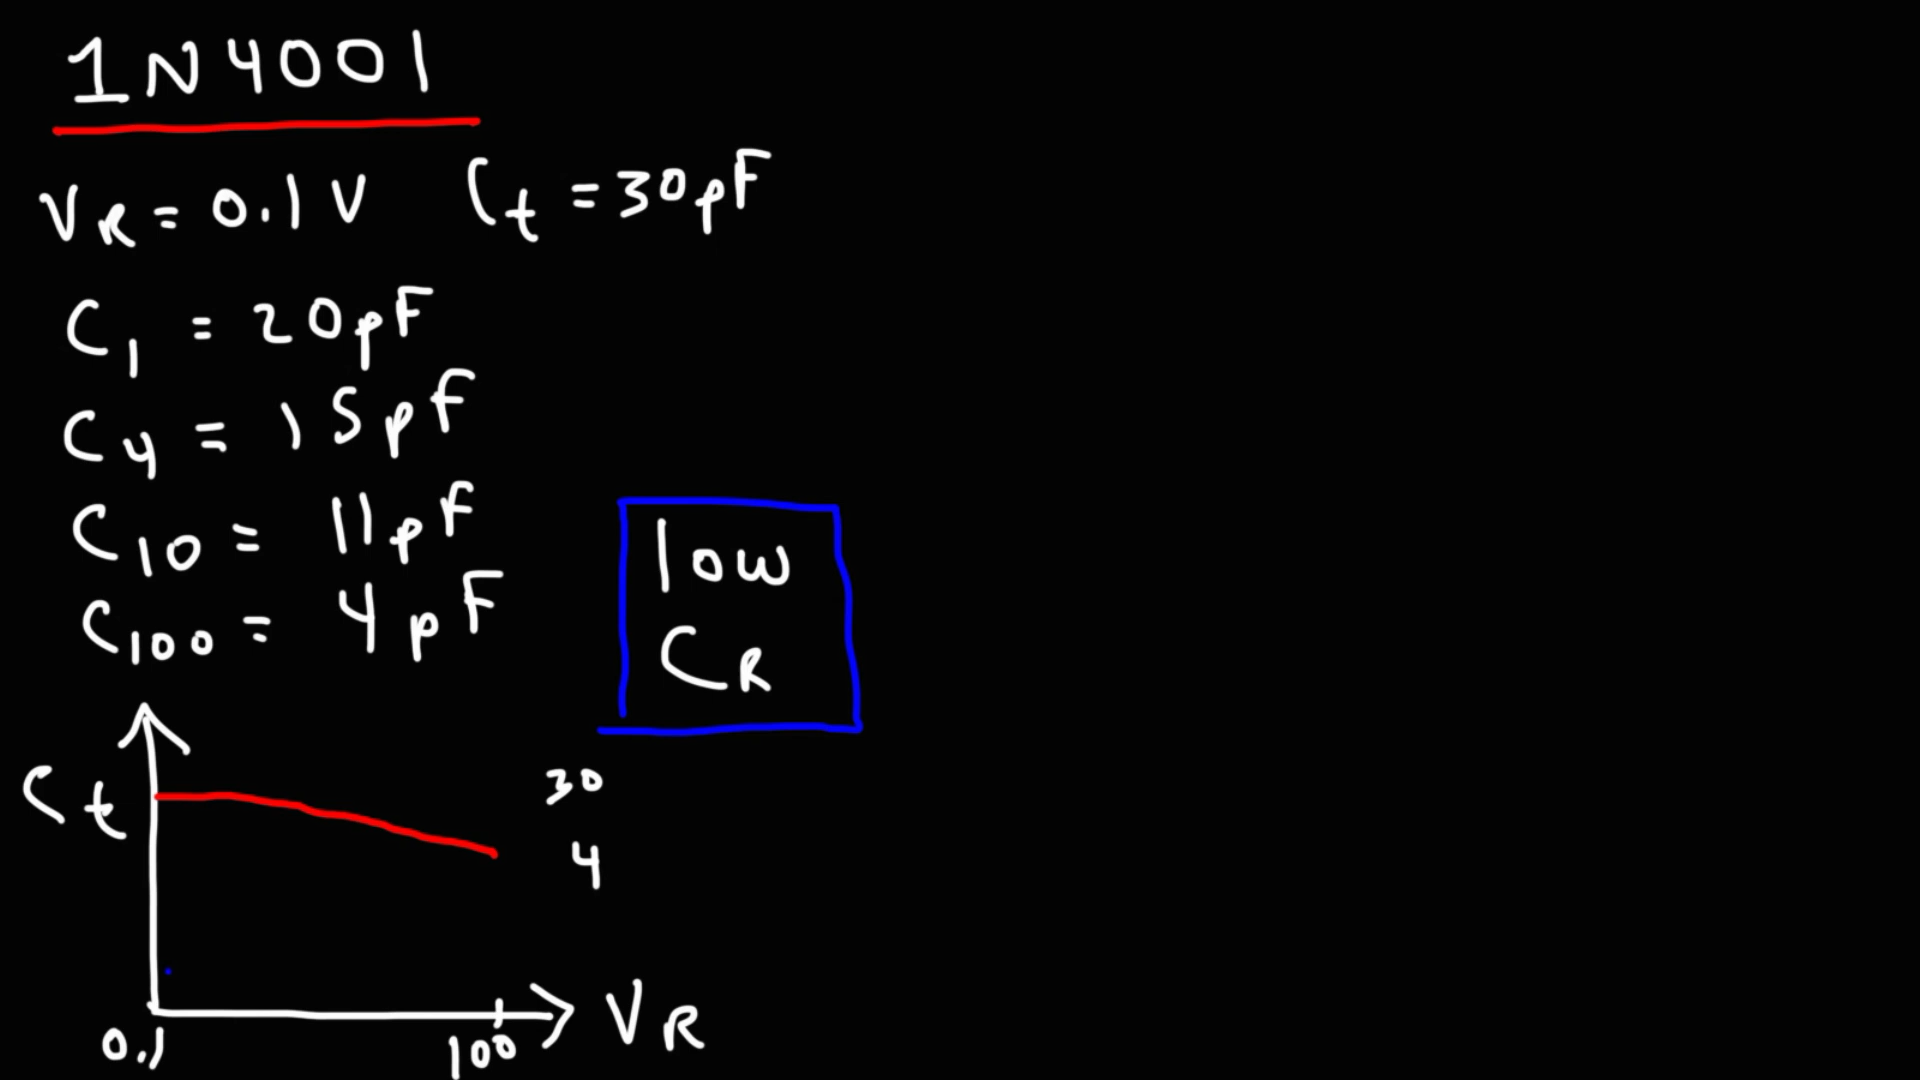 1N4001
VR = 0.1 V Ct = 30pF
C1 = 20pF
C4 = 15pF
C10 = 11pF
C100 = 4pF
low
CR
Ct
30
4
0.1
100
VR